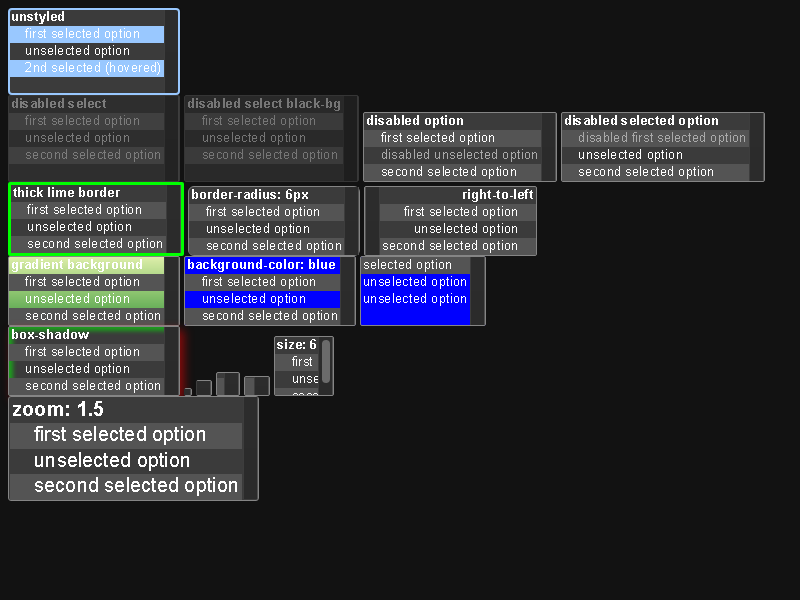 unstyled
first selected option
unselected option
2nd selected (hovered)
disabled select
first selected option
unselected option
second selected option
disabled select black-bg
first selected option
unselected option
second selected option
disabled option
first selected option
disabled unselected option
second selected option
disabled selected option
disabled first selected option
unselected option
second selected option
thick lime border
first selected option
unselected option
second selected option
border-radius: 6px
first selected option
unselected option
second selected option
right-to-left
first selected option
unselected option
second selected option
gradient background
first selected option
unselected option
second selected option
background-color: blue
first selected option
unselected option
second selected option
selected option
unselected option
unselected option
box-shadow
first selected option
unselected option
second selected option
size: 6
first
unse
zoom: 1.5
first selected option
unselected option
second selected option